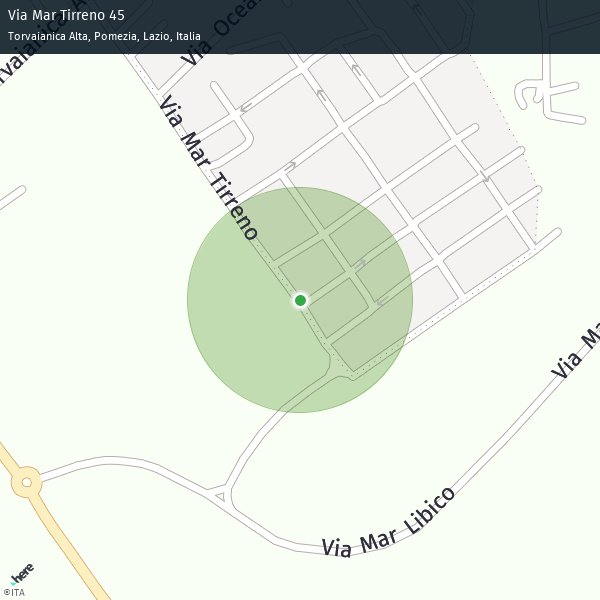 Via Mar Tirreno 45
Torvaianica Alta, Pomezia, Lazio, Italia
Via
Via Mar Tirreno
Via
Via Mar Libico
here
©ITA